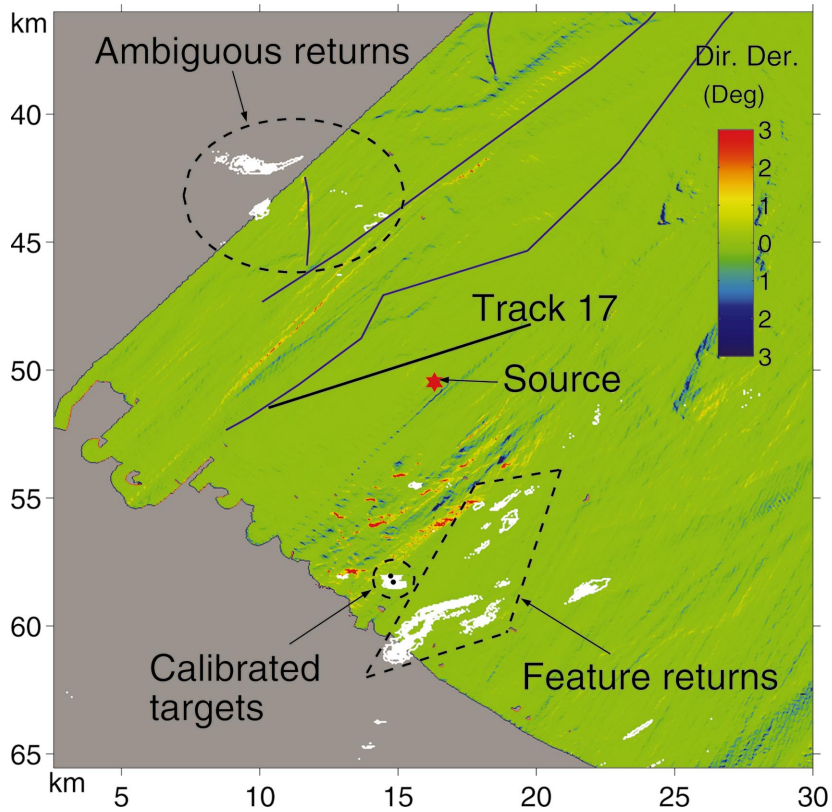 km
Ambiguous returns
Dir. Der.
(Deg)
40
3
2
1
45
0
1
Track 17
2
50
3
Source
55
60
Calibrated
targets
Feature returns
65
km
5
10
15
20
25
30